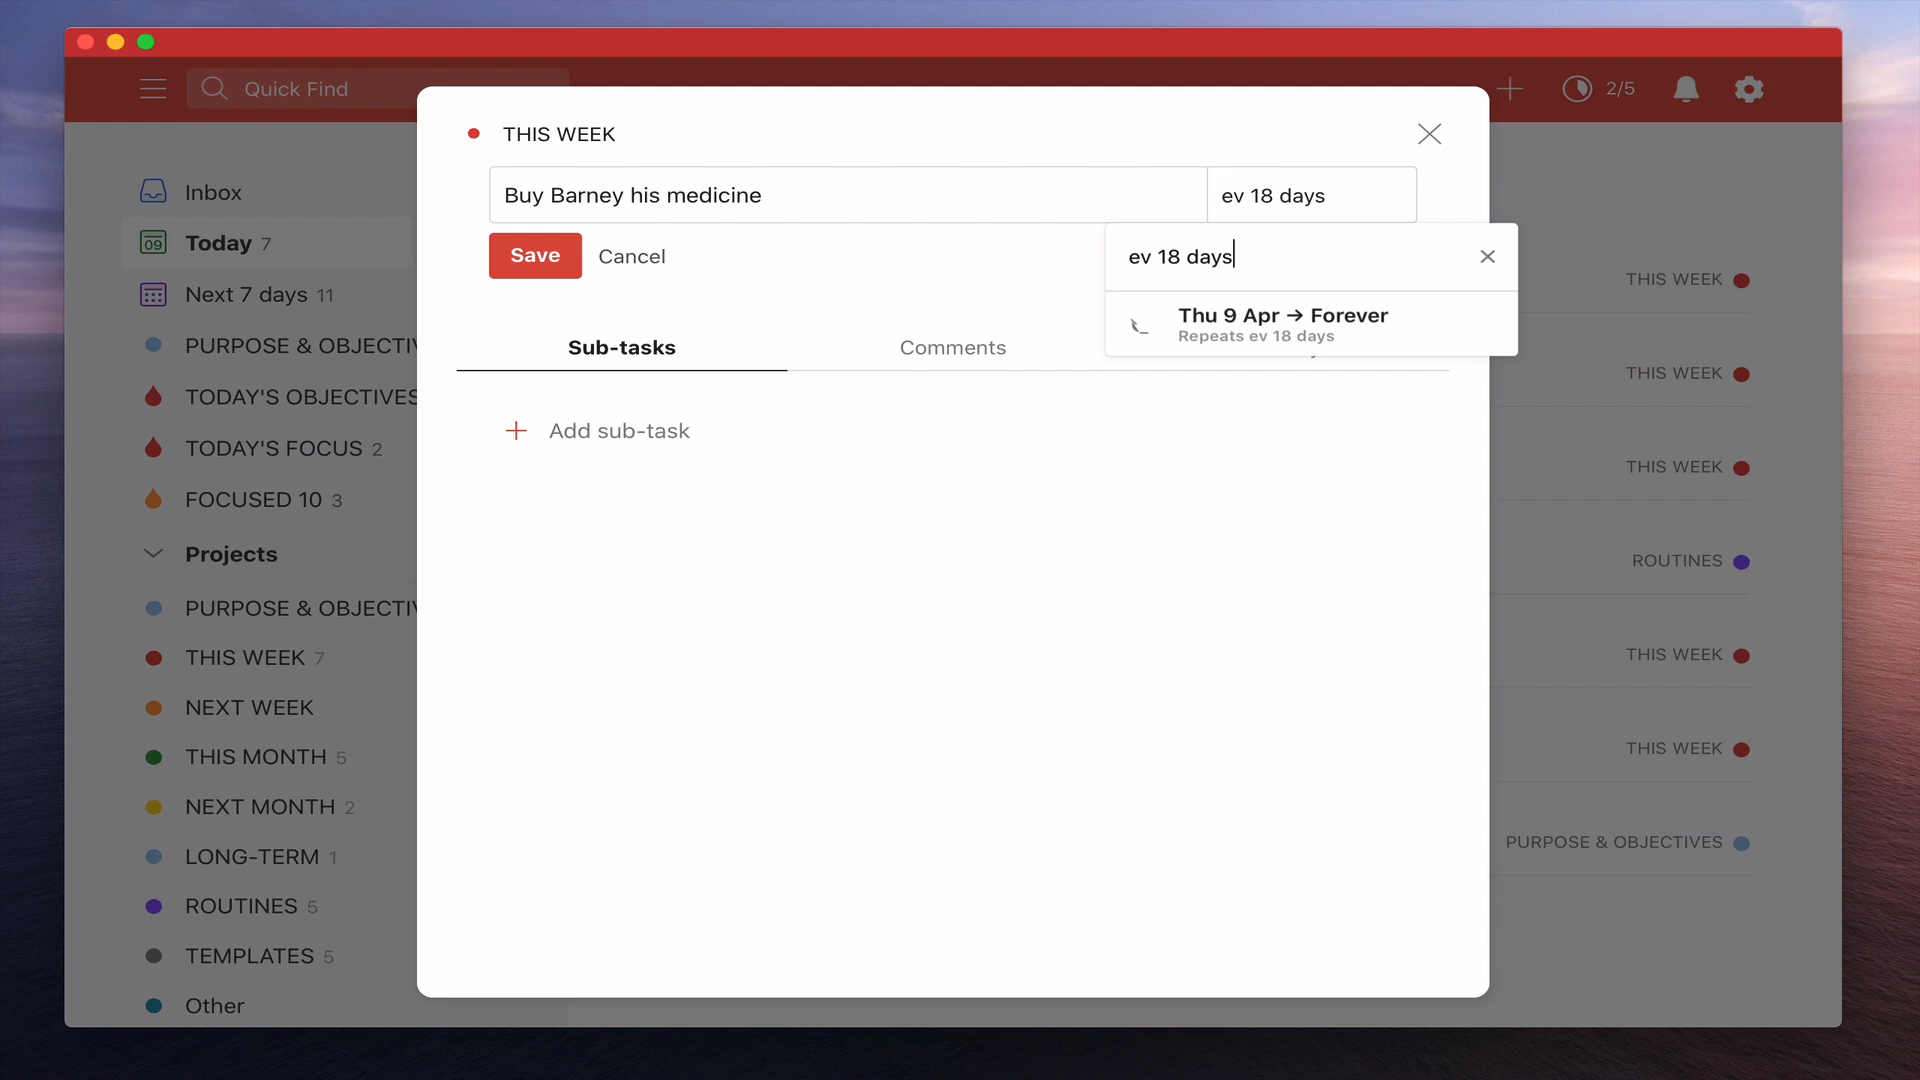 Quick Find
2/5
Inbox
09
Today 7
Next 7 days 11
PURPOSE & OBJECTIV
TODAY'S OBJECTIVES
TODAY'S FOCUS 2
FOCUSED 10 3
Projects
PURPOSE & OBJECTIV
THIS WEEK 7
NEXT WEEK
THIS MONTH 5
NEXT MONTH 2
LONG-TERM 1
ROUTINES 5
TEMPLATES 5
Other
THIS WEEK
Buy Barney his medicine
ev 18 days
Save
Cancel
ev 18 days
Thu 9 Apr → Forever
Repeats ev 18 days
Sub-tasks
Comments
Add sub-task
THIS WEEK
THIS WEEK
THIS WEEK
ROUTINES
THIS WEEK
THIS WEEK
PURPOSE & OBJECTIVES